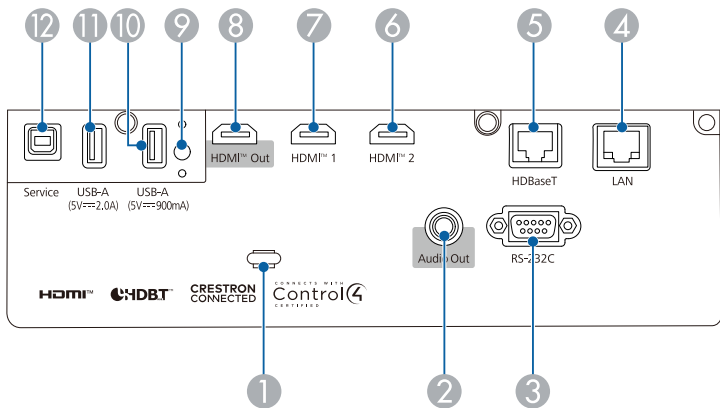 12 11 10 9 8 7 6 5 4
HDMI™ Out HDMI™ 1 HDMI™ 2 HDBaseT LAN
Service USB-A USB-A
(5V⎓2.0A) (5V⎓900mA)
Audio Out RS-232C
HDMI™ HDBT™ CRESTRON CONNECTS WITH
CONNECTED Control4
CERTIFIED
1 2 3